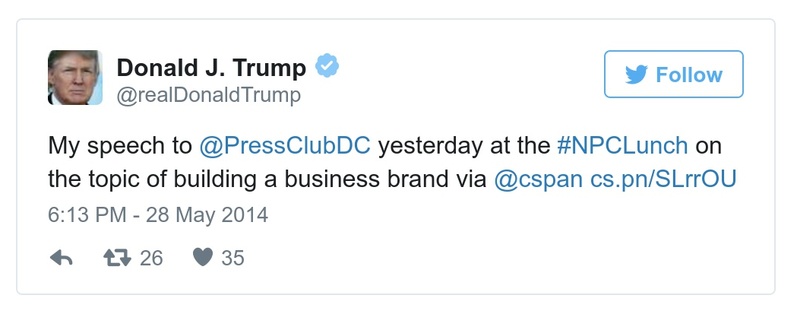 Donald J. Trump
Follow
@realDonaldTrump
My speech to @PressClubDC yesterday at the #NPCLunch on
the topic of building a business brand via @cspan cs.pn/SLrrOU
6:13 PM - 28 May 2014
26 35